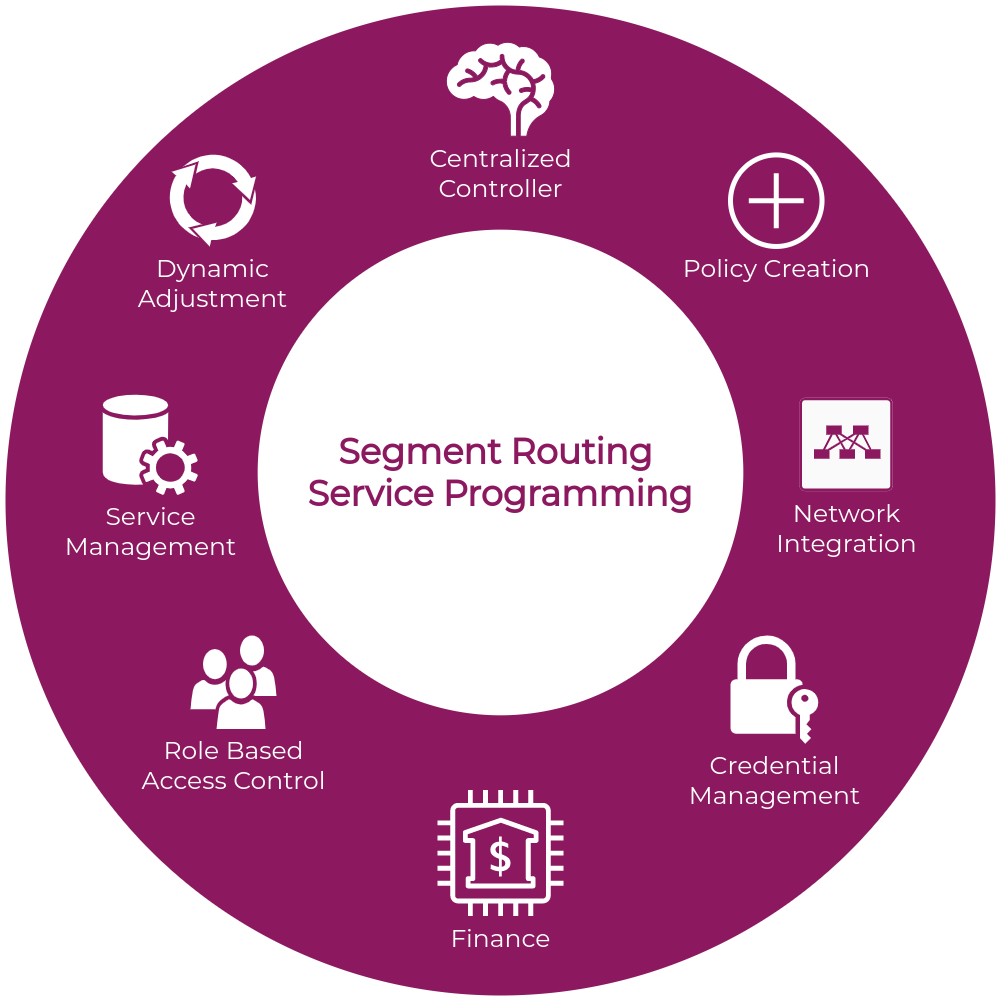 Centralized
Controller
Policy Creation
Dynamic
Adjustment
Segment Routing
Service Programming
Service
Management
Network
Integration
Role Based
Access Control
Credential
Management
$
Finance